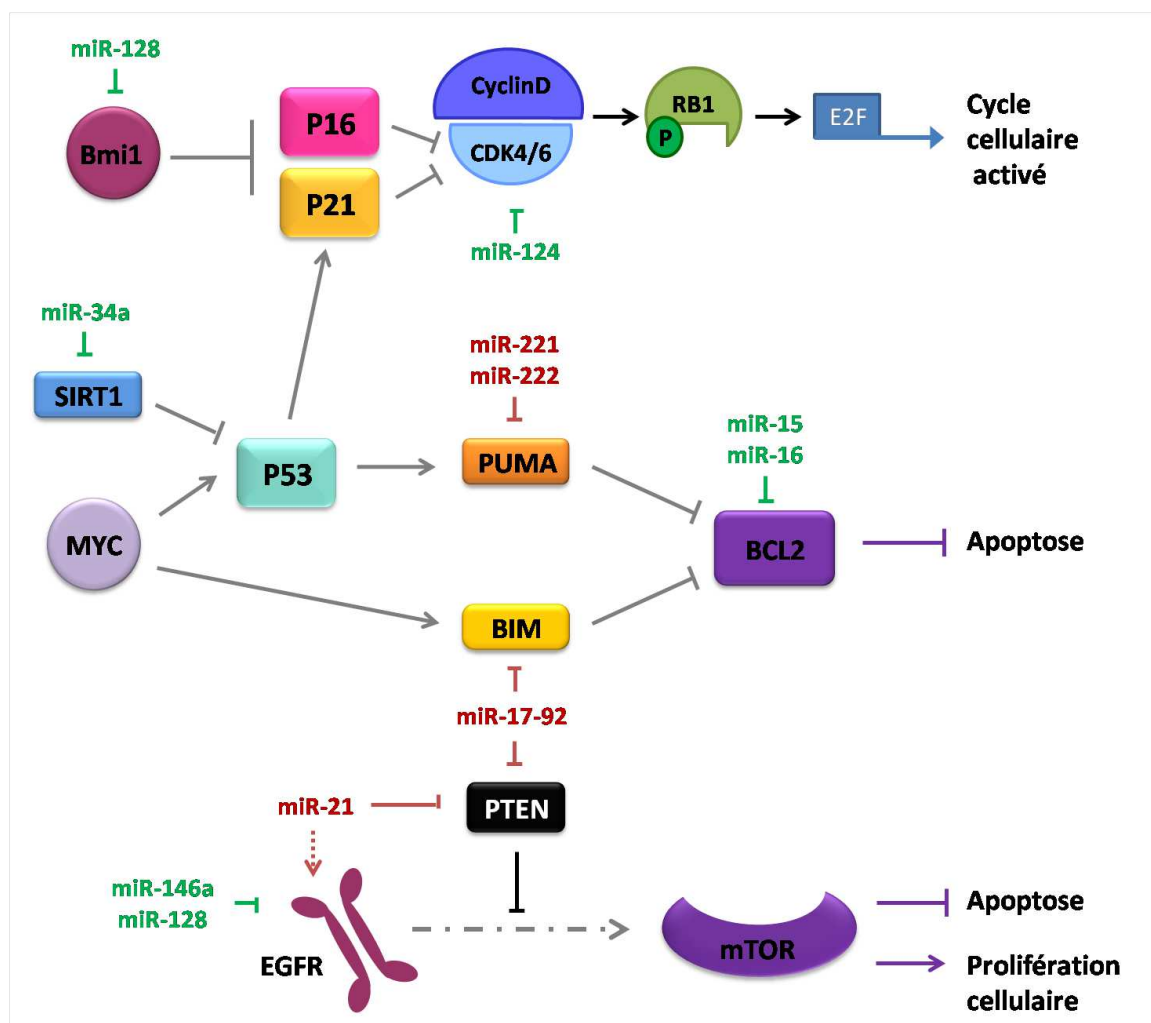 miR-128
Bmi1
P16
P21
CyclinD
CDK4/6
miR-124
RB1
P
E2F
Cycle
cellulaire
activé
miR-34a
SIRT1
P53
MYC
miR-221
miR-222
PUMA
miR-15
miR-16
BCL2
Apoptose
BIM
miR-17-92
PTEN
miR-21
miR-146a
miR-128
EGFR
mTOR
Apoptose
Prolifération
cellulaire